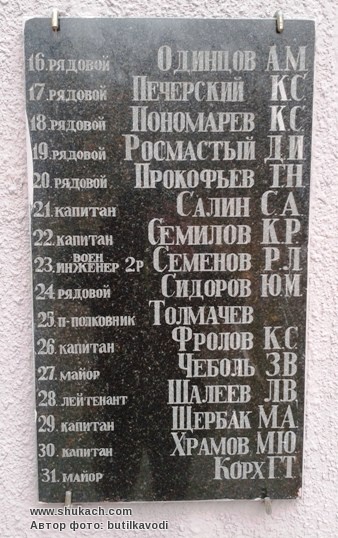 16. РЯДОВОЙ ОДИНЦОВ А.М.
17. РЯДОВОЙ ПЕЧЕРСКИЙ К.С.
18. РЯДОВОЙ ПОНОМАРЕВ К.С.
19. РЯДОВОЙ РОСМАСТЫЙ Д.И.
20. РЯДОВОЙ ПРОКОФЬЕВ Т.Н.
21. КАПИТАН САЛИН С.А.
22. КАПИТАН СЕМИЛОВ К.Р.
23. ВОЕН ИНЖЕНЕР 2Р СЕМЕНОВ Р.Л.
24. РЯДОВОЙ СИДОРОВ Ю.М.
25. П-ПОЛКОВНИК ТОЛМАЧЕВ
26. КАПИТАН ФРОЛОВ К.С.
27. МАЙОР ЧЕБОЛЬ З.В.
28. ЛЕЙТЕНАНТ ШАЛЕЕВ Л.В.
29. КАПИТАН ЩЕРБАК М.А.
30. КАПИТАН ХРАМОВ М.Ю.
31. МАЙОР КОРХ Г.Т.
www.shukach.com
Автор фото: butilkavodi